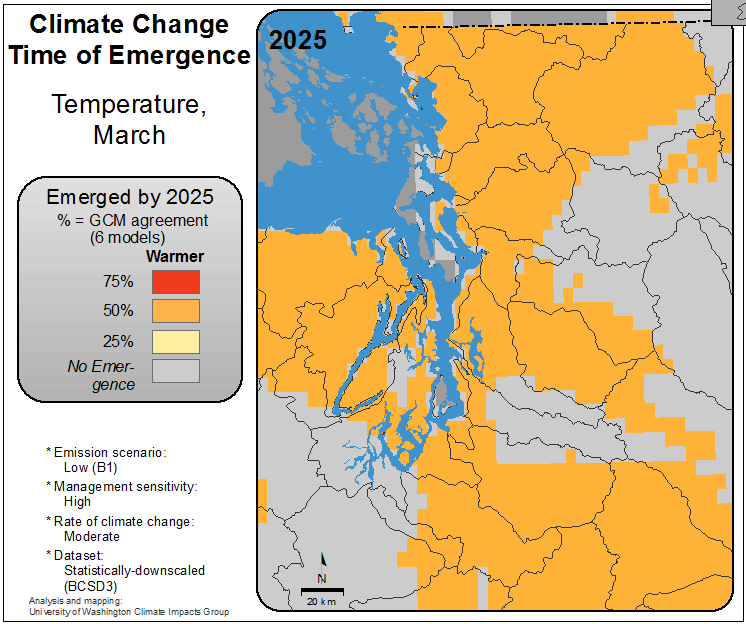 Climate Change
Time of Emergence
Temperature,
March
Emerged by 2025
% = GCM agreement
(6 models)
Warmer
75%
50%
25%
No Emer-
gence
* Emission scenario:
Low (B1)
* Management sensitivity:
High
* Rate of climate change:
Moderate
* Dataset:
Statistically-downscaled
(BCSD3)
Analysis and mapping:
University of Washington Climate Impacts Group
2025
N
20 km